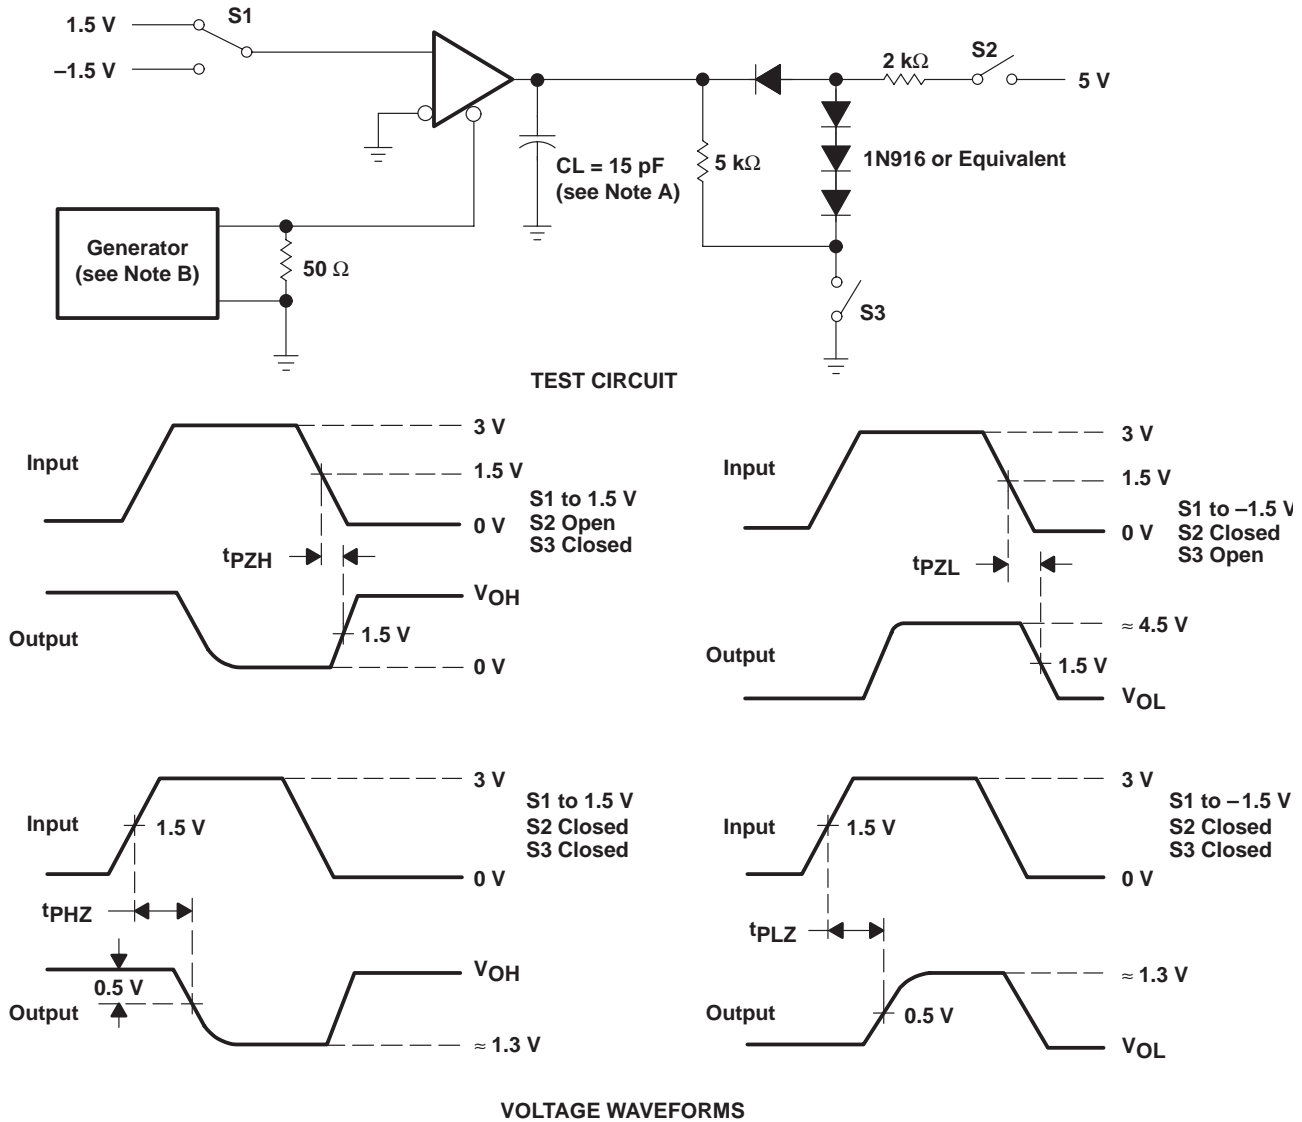 1.5 V
S1
–1.5 V
2 kΩ
S2
5 V
CL = 15 pF
(see Note A)
5 kΩ
1N916 or Equivalent
Generator
(see Note B)
50 Ω
S3
TEST CIRCUIT
Input
3 V
1.5 V
0 V
S1 to 1.5 V
S2 Open
S3 Closed
tPZH
Output
VOH
1.5 V
0 V
Input
3 V
1.5 V
0 V
S1 to –1.5 V
S2 Closed
S3 Open
tPZL
Output
≈ 4.5 V
1.5 V
VOL
Input
3 V
1.5 V
0 V
S1 to 1.5 V
S2 Closed
S3 Closed
tPHZ
Output
0.5 V
VOH
≈ 1.3 V
Input
3 V
1.5 V
0 V
S1 to –1.5 V
S2 Closed
S3 Closed
tPLZ
Output
≈ 1.3 V
0.5 V
VOL
VOLTAGE WAVEFORMS